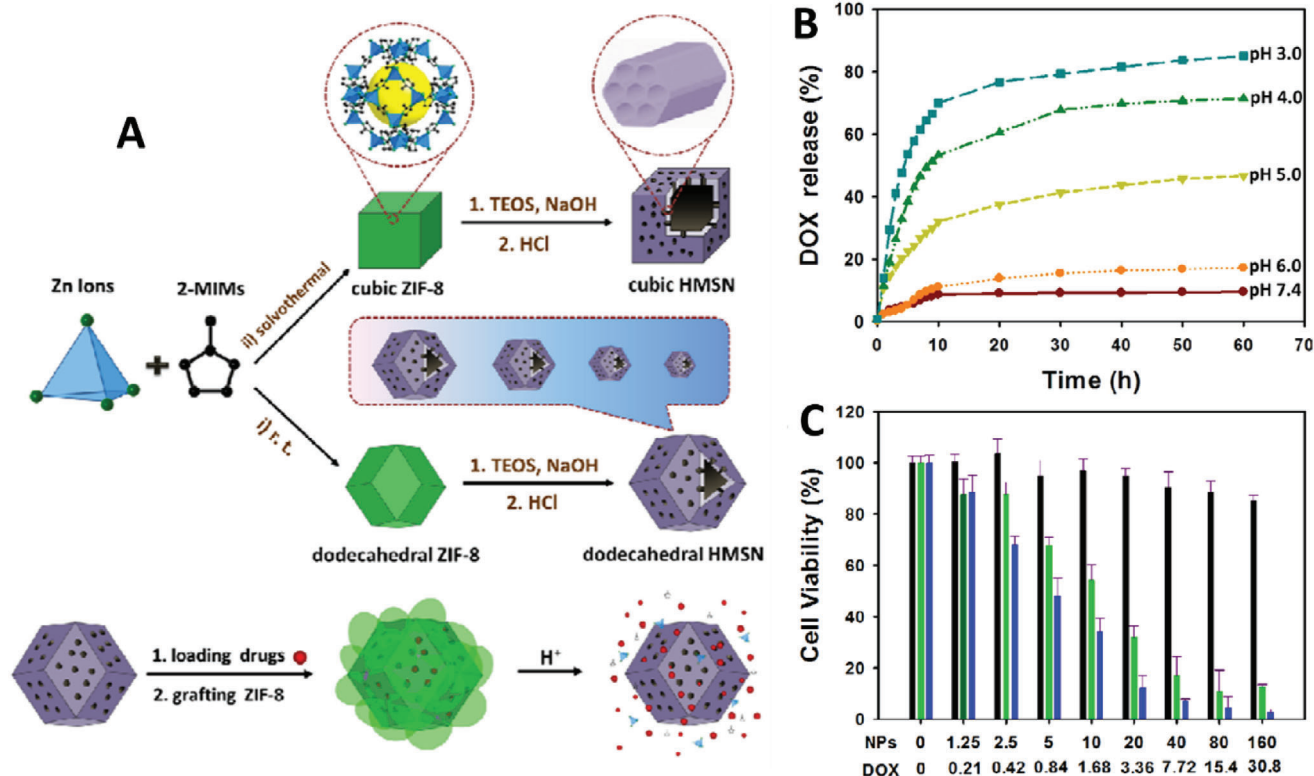 A
Zn Ions
2-MIMs
ii) solvothermal
i) r. t.
1. TEOS, NaOH
2. HCl
cubic ZIF-8
cubic HMSN
1. TEOS, NaOH
2. HCl
dodecahedral ZIF-8
dodecahedral HMSN
1. loading drugs
2. grafting ZIF-8
H+
B
DOX release (%)
100
80
60
40
20
0
pH 3.0
pH 4.0
pH 5.0
pH 6.0
pH 7.4
0 10 20 30 40 50 60 70
Time (h)
C
Cell Viability (%)
120
100
80
60
40
20
0
NPs 0 1.25 2.5 5 10 20 40 80 160
DOX 0 0.21 0.42 0.84 1.68 3.36 7.72 15.4 30.8